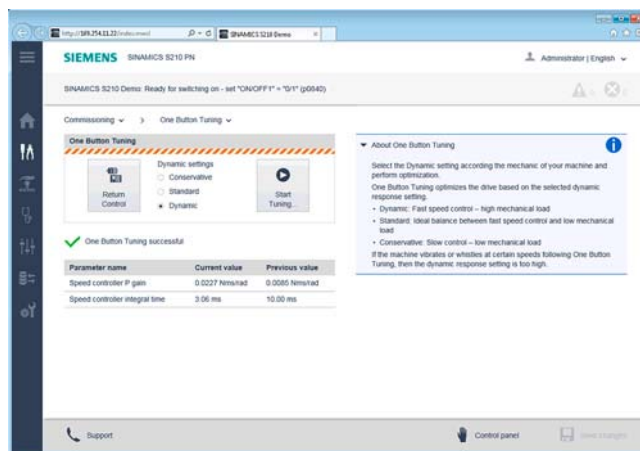 http://169.254.11.22/index.mwsl
SINAMICS S210 Demo
SIEMENS SINAMICS S210 PN
Administrator | English
SINAMICS S210 Demo: Ready for switching on - set "ON/OFF1" = "0/1" (p0840)
Commissioning > One Button Tuning
One Button Tuning
Return Control
Dynamic settings
Conservative
Standard
Dynamic
Start Tuning...
One Button Tuning successful
Parameter name Current value Previous value
Speed controller P gain 0.0227 Nms/rad 0.0085 Nms/rad
Speed controller integral time 3.06 ms 10.00 ms
About One Button Tuning
Select the Dynamic setting according the mechanic of your machine and
perform optimization.
One Button Tuning optimizes the drive based on the selected dynamic
response setting.
• Dynamic: Fast speed control – high mechanical load
• Standard: Ideal balance between fast speed control and low mechanical
load
• Conservative: Slow control – low mechanical load
If the machine vibrates or whistles at certain speeds following One Button
Tuning, then the dynamic response setting is too high.
Support
Control panel
Save changes